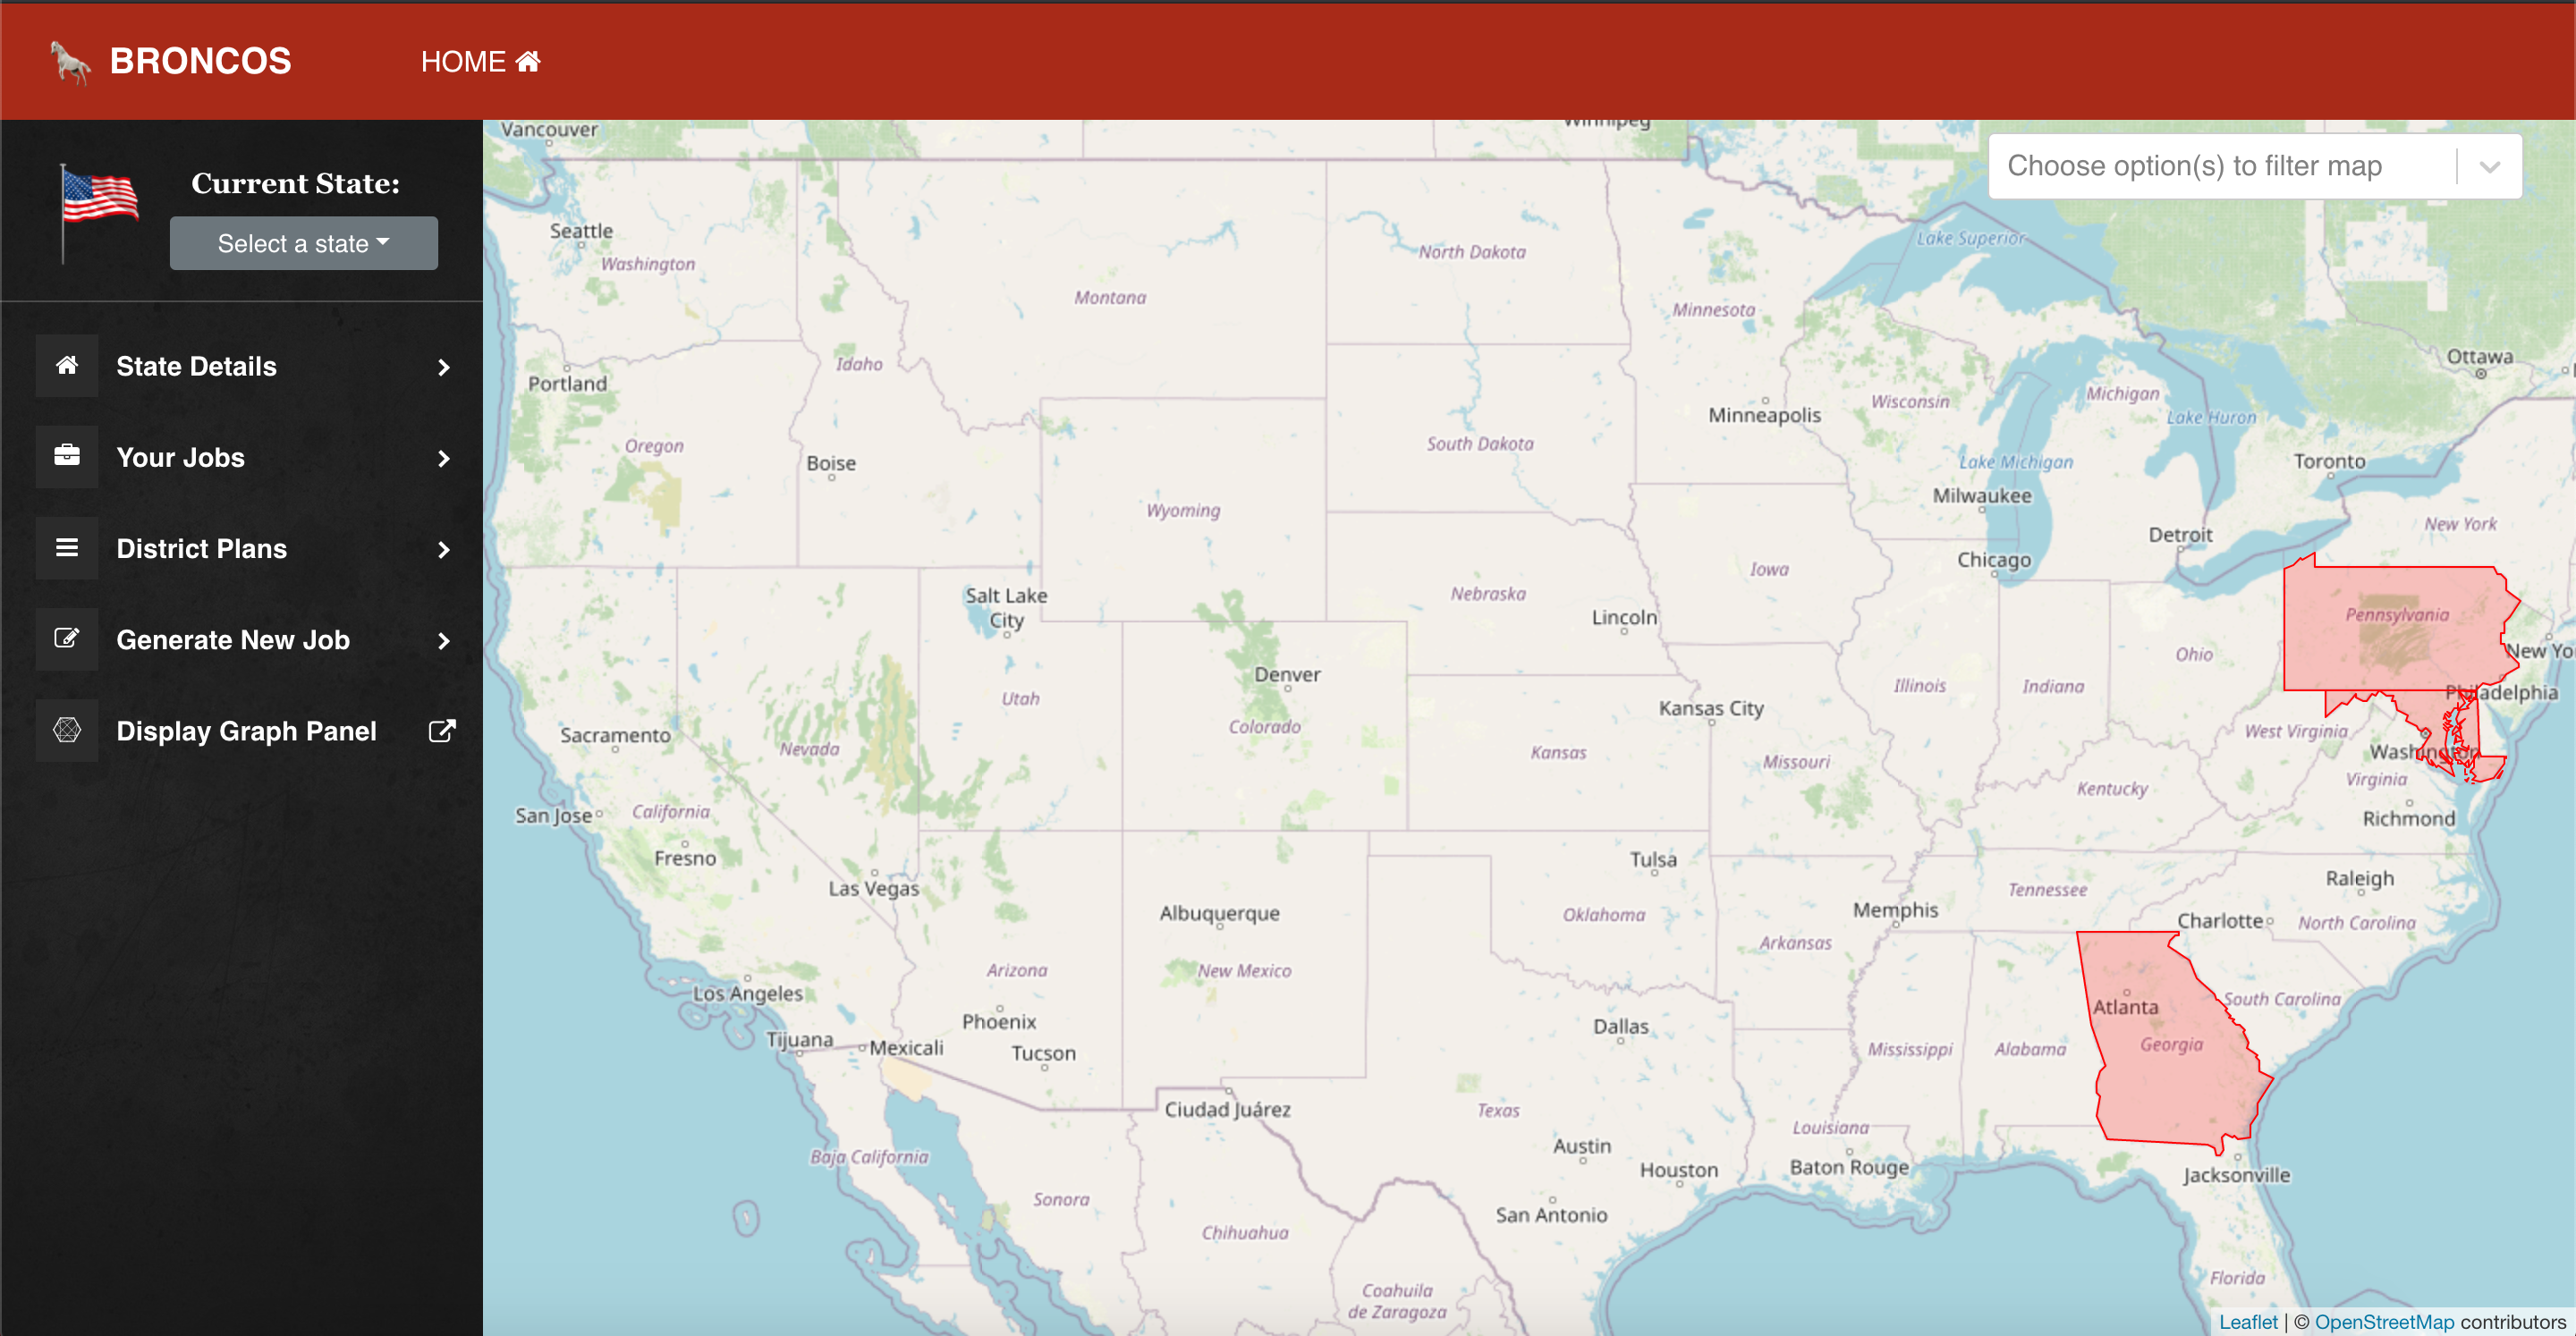 BRONCOS
HOME
Current State:
Select a state
State Details
Your Jobs
District Plans
Generate New Job
Display Graph Panel
Choose option(s) to filter map
Vancouver
Winnipeg
Seattle
Washington
North Dakota
Lake Superior
Montana
Minnesota
Idaho
Ottawa
Portland
Minneapolis
Wisconsin
Michigan
Lake Huron
Oregon
Boise
South Dakota
Lake Michigan
Toronto
Milwaukee
Wyoming
New York
Detroit
Chicago
Iowa
Salt Lake
City
Nebraska
Lincoln
Pennsylvania
New Yo
Ohio
Denver
Utah
Illinois
Indiana
Philadelphia
Kansas City
Colorado
Sacramento
Nevada
Kansas
Missouri
West Virginia
Washington
Virginia
Kentucky
San Jose
California
Richmond
Fresno
Las Vegas
Tulsa
Tennessee
Raleigh
Albuquerque
Oklahoma
Memphis
Charlotte
North Carolina
Arkansas
Arizona
New Mexico
Los Angeles
Atlanta
South Carolina
Phoenix
Dallas
Tijuana
Mexicali
Tucson
Mississippi
Alabama
Georgia
Ciudad Juárez
Texas
Louisiana
Austin
Baja California
Houston
Baton Rouge
Jacksonville
Sonora
San Antonio
Chihuahua
Florida
Coahuila
de Zaragoza
Leaflet | © OpenStreetMap contributors